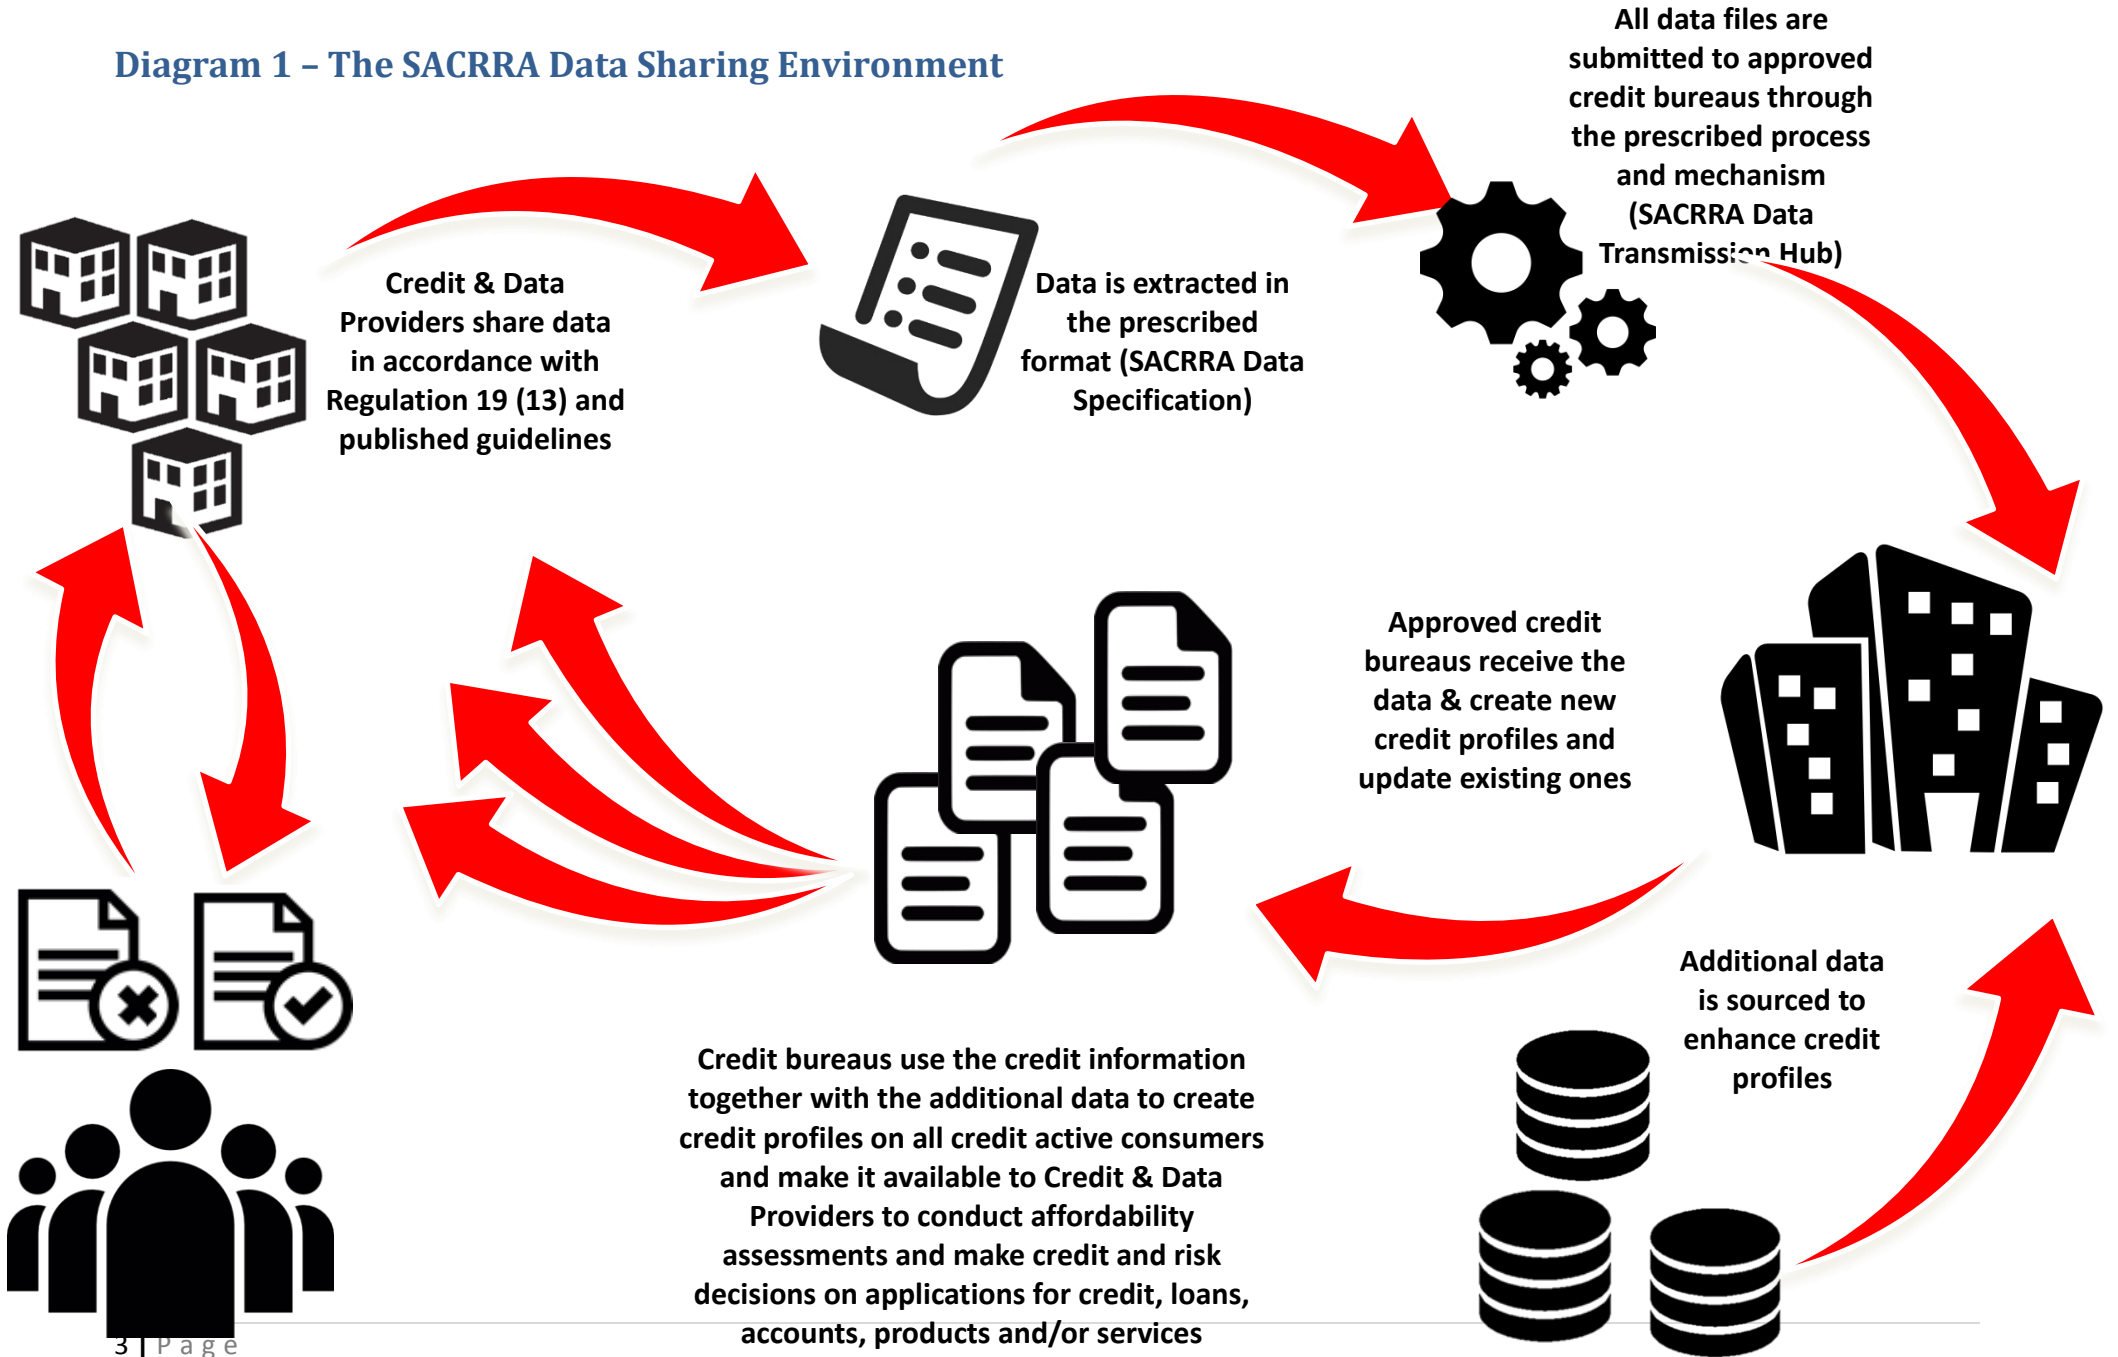 Diagram 1 – The SACRRA Data Sharing Environment
All data files are
submitted to approved
credit bureaus through
the prescribed process
and mechanism
(SACRRA Data
Transmission Hub)
Credit & Data
Providers share data
in accordance with
Regulation 19 (13) and
published guidelines
Data is extracted in
the prescribed
format (SACRRA Data
Specification)
Approved credit
bureaus receive the
data & create new
credit profiles and
update existing ones
Additional data
is sourced to
enhance credit
profiles
Credit bureaus use the credit information
together with the additional data to create
credit profiles on all credit active consumers
and make it available to Credit & Data
Providers to conduct affordability
assessments and make credit and risk
decisions on applications for credit, loans,
accounts, products and/or services
3 | Page